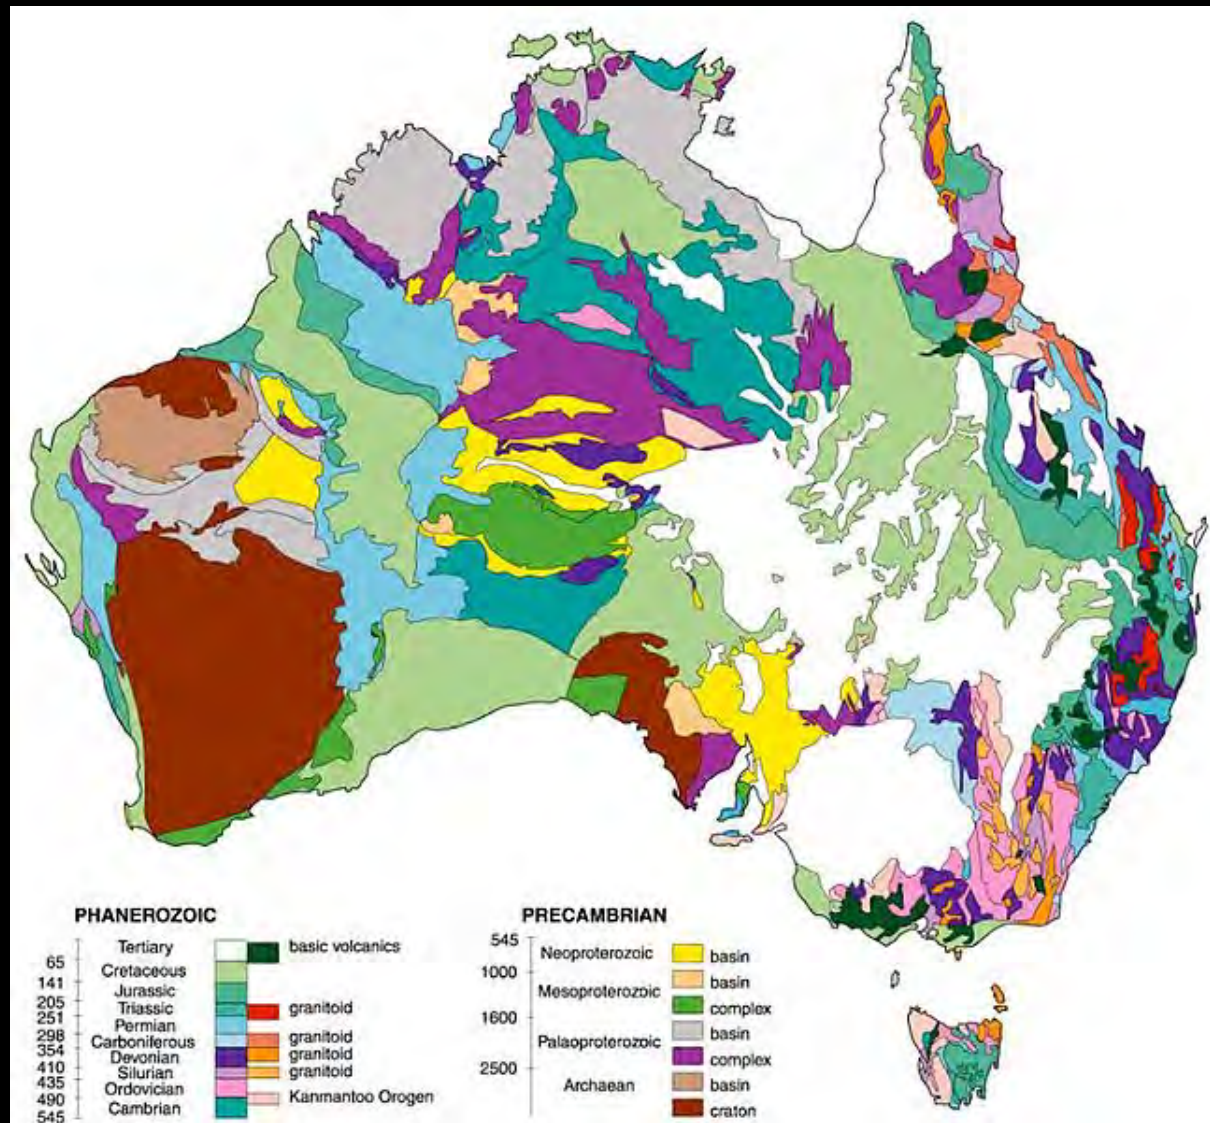 PHANEROZOIC
Tertiary
basic volcanics
65
Cretaceous
141
Jurassic
205
Triassic
granitoid
251
Permian
298
Carboniferous
granitoid
354
Devonian
granitoid
410
Silurian
granitoid
435
Ordovician
490
Kanmantoo Orogen
Cambrian
545
PRECAMBRIAN
545
Neoproterozoic
basin
1000
Mesoproterozoic
basin
complex
1600
Palaoproterozoic
basin
complex
2500
Archaean
basin
craton